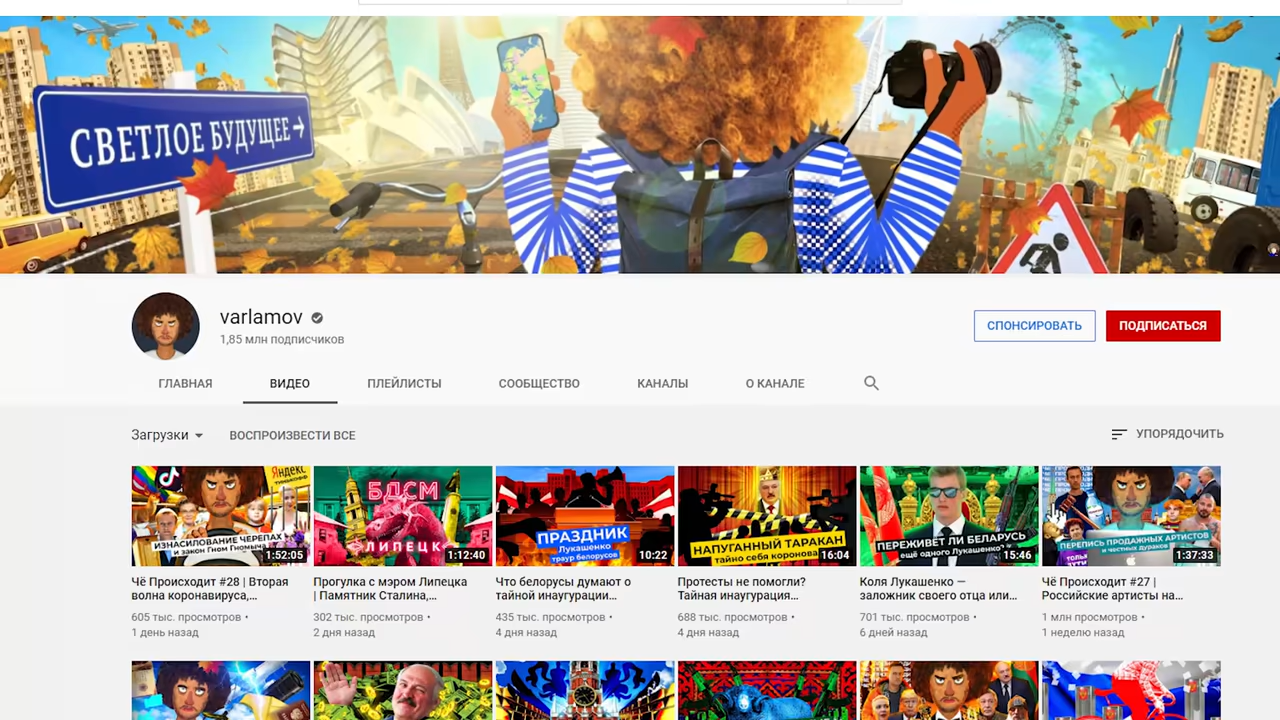 СВЕТЛОЕ БУДУЩЕЕ →
varlamov
1,85 млн подписчиков
СПОНСИРОВАТЬ
ПОДПИСАТЬСЯ
ГЛАВНАЯ
ВИДЕО
ПЛЕЙЛИСТЫ
СООБЩЕСТВО
КАНАЛЫ
О КАНАЛЕ
Загрузки
ВОСПРОИЗВЕСТИ ВСЕ
УПОРЯДОЧИТЬ
Яндекс
ИЗНАСИЛОВАНИЕ ЧЕРЕПАХ
и закон Гном Гномыча
1:52:05
Чё Происходит #28 | Вторая
волна коронавируса,...
605 тыс. просмотров •
1 день назад
БДСМ
ЛИПЕЦК
1:12:40
Прогулка с мэром Липецка
| Памятник Сталина,...
302 тыс. просмотров •
2 дня назад
ПРАЗДНИК
Лукашенко
траур белорусов
10:22
Что белорусы думают о
тайной инаугурации...
435 тыс. просмотров •
4 дня назад
НАПУГАННЫЙ ТАРАКАН
тайно себя коронова
16:04
Протесты не помогли?
Тайная инаугурация...
688 тыс. просмотров •
4 дня назад
ПЕРЕЖИВЁТ ЛИ БЕЛАРУСЬ
ещё одного Лукашенко
15:46
Коля Лукашенко —
заложник своего отца или...
701 тыс. просмотров •
6 дней назад
ПЕРЕПИСЬ ПРОДАЖНЫХ АРТИСТОВ
и честных дураков
1:37:33
Чё Происходит #27 |
Российские артисты на...
1 млн просмотров •
1 неделю назад